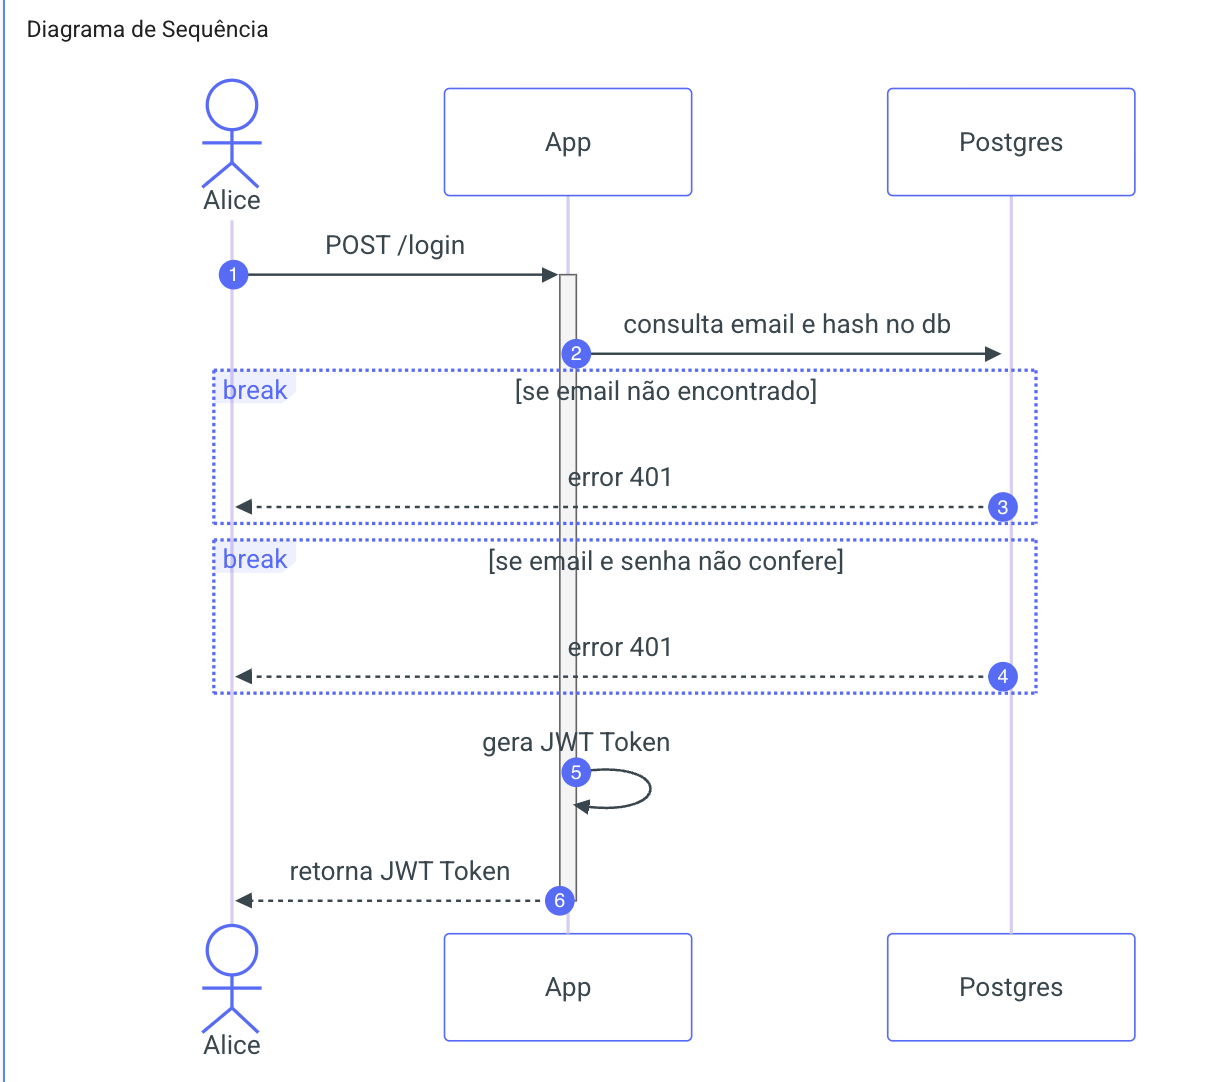 Diagrama de Sequência
Alice
App
Postgres
POST /login
1
consulta email e hash no db
2
break
[se email não encontrado]
error 401
3
break
[se email e senha não confere]
error 401
4
gera JWT Token
5
retorna JWT Token
6
Alice
App
Postgres